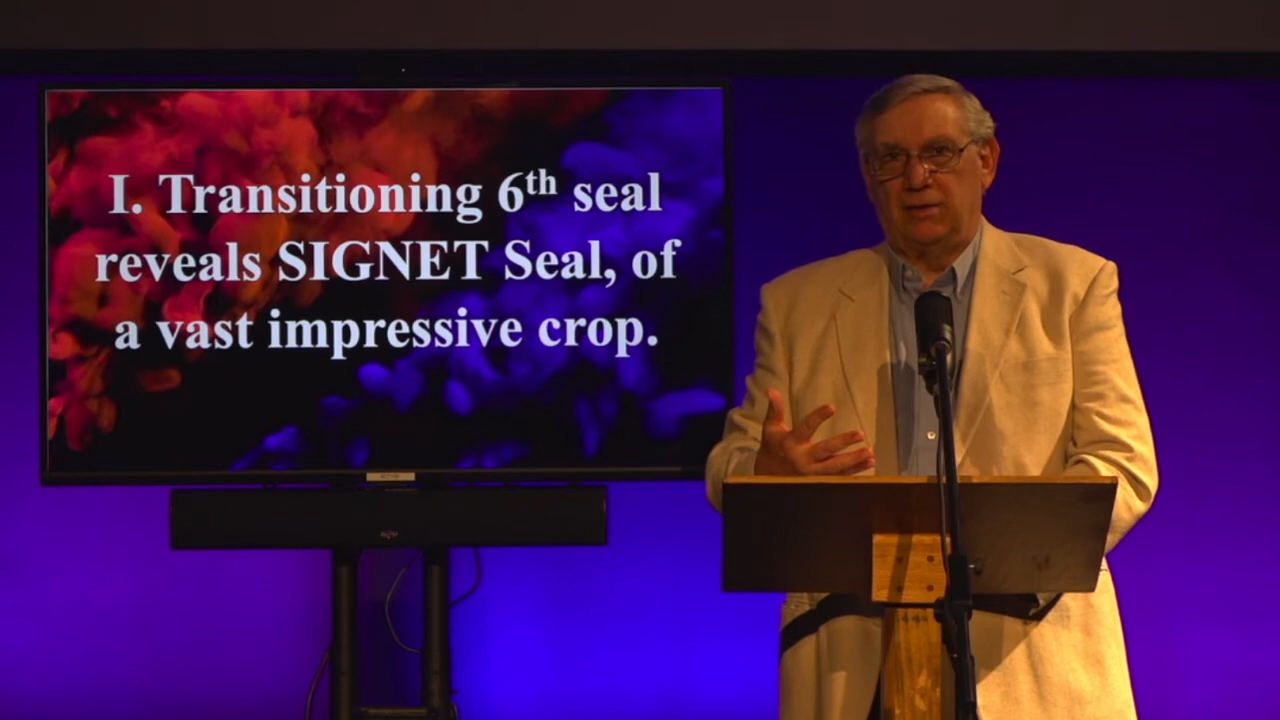 I. Transitioning 6th seal
reveals SIGNET Seal, of
a vast impressive crop.